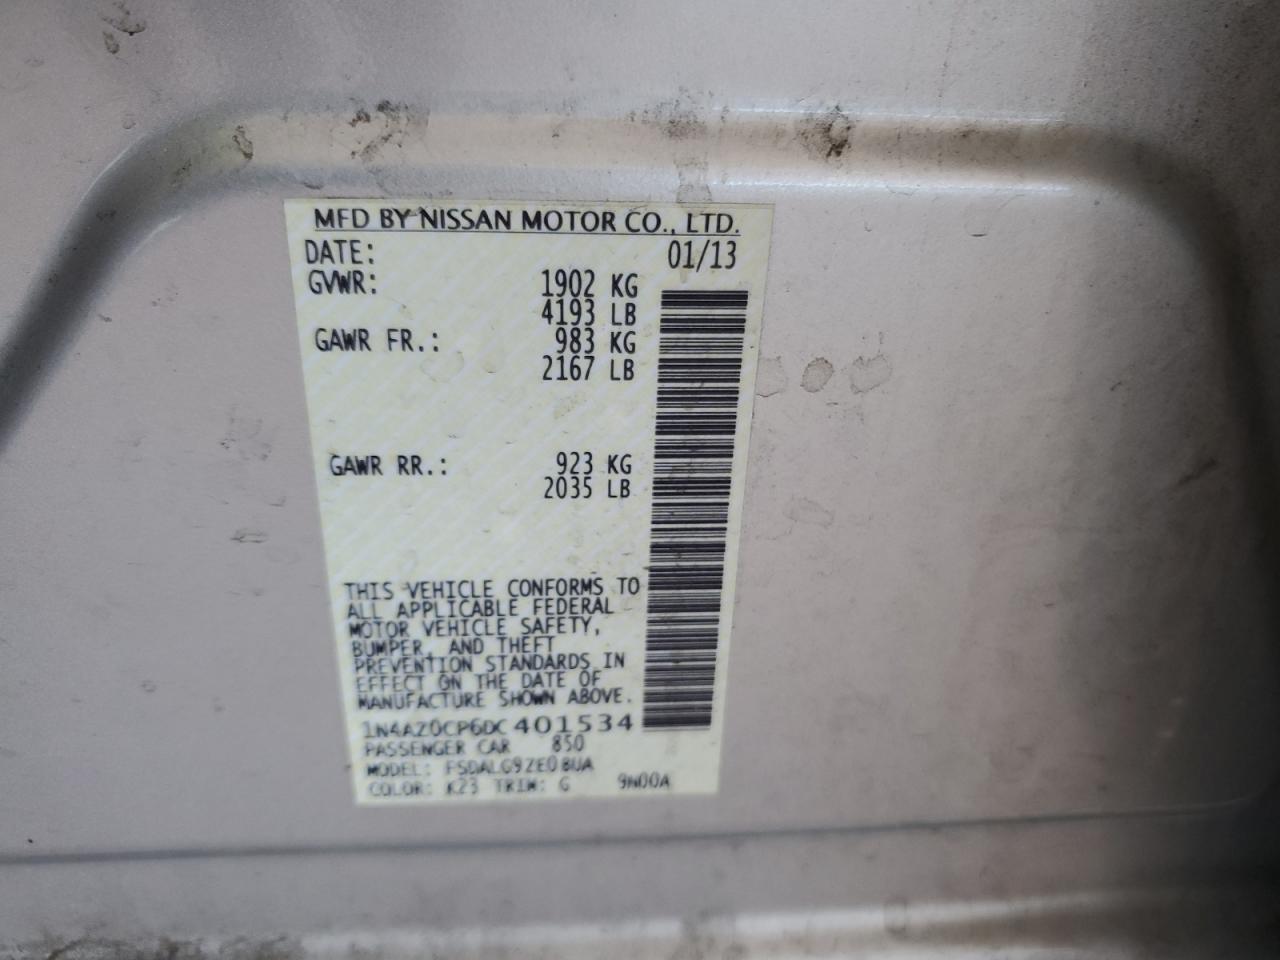 MFD BY NISSAN MOTOR CO., LTD.
DATE: 01/13
GVWR: 1902 KG
4193 LB
GAWR FR.: 983 KG
2167 LB
GAWR RR.: 923 KG
2035 LB
THIS VEHICLE CONFORMS TO
ALL APPLICABLE FEDERAL
MOTOR VEHICLE SAFETY,
BUMPER, AND THEFT
PREVENTION STANDARDS IN
EFFECT ON THE DATE OF
MANUFACTURE SHOWN ABOVE.
1N4AZ0CP6DC401534
PASSENGER CAR 850
MODEL: FSDALG9ZE0BUA
COLOR: K23 TRIM: G 9N00A